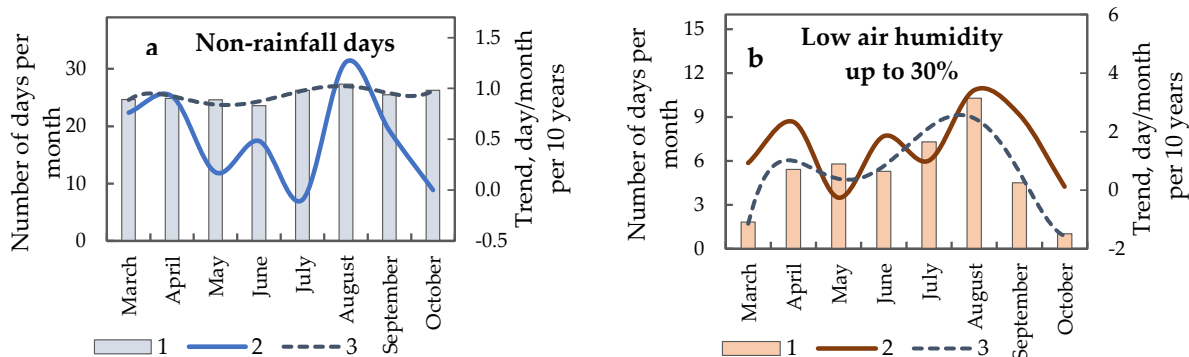 a
Non-rainfall days
Number of days per
month
30
20
10
0
1.5
1.0
0.5
0.0
-0.5
Trend, day/month
per 10 years
March
April
May
June
July
August
September
October
1
2
3
b
Low air humidity
up to 30%
Number of days per
month
15
12
9
6
3
0
6
4
2
0
-2
Trend, day/month
per 10 years
March
April
May
June
July
August
September
October
1
2
3